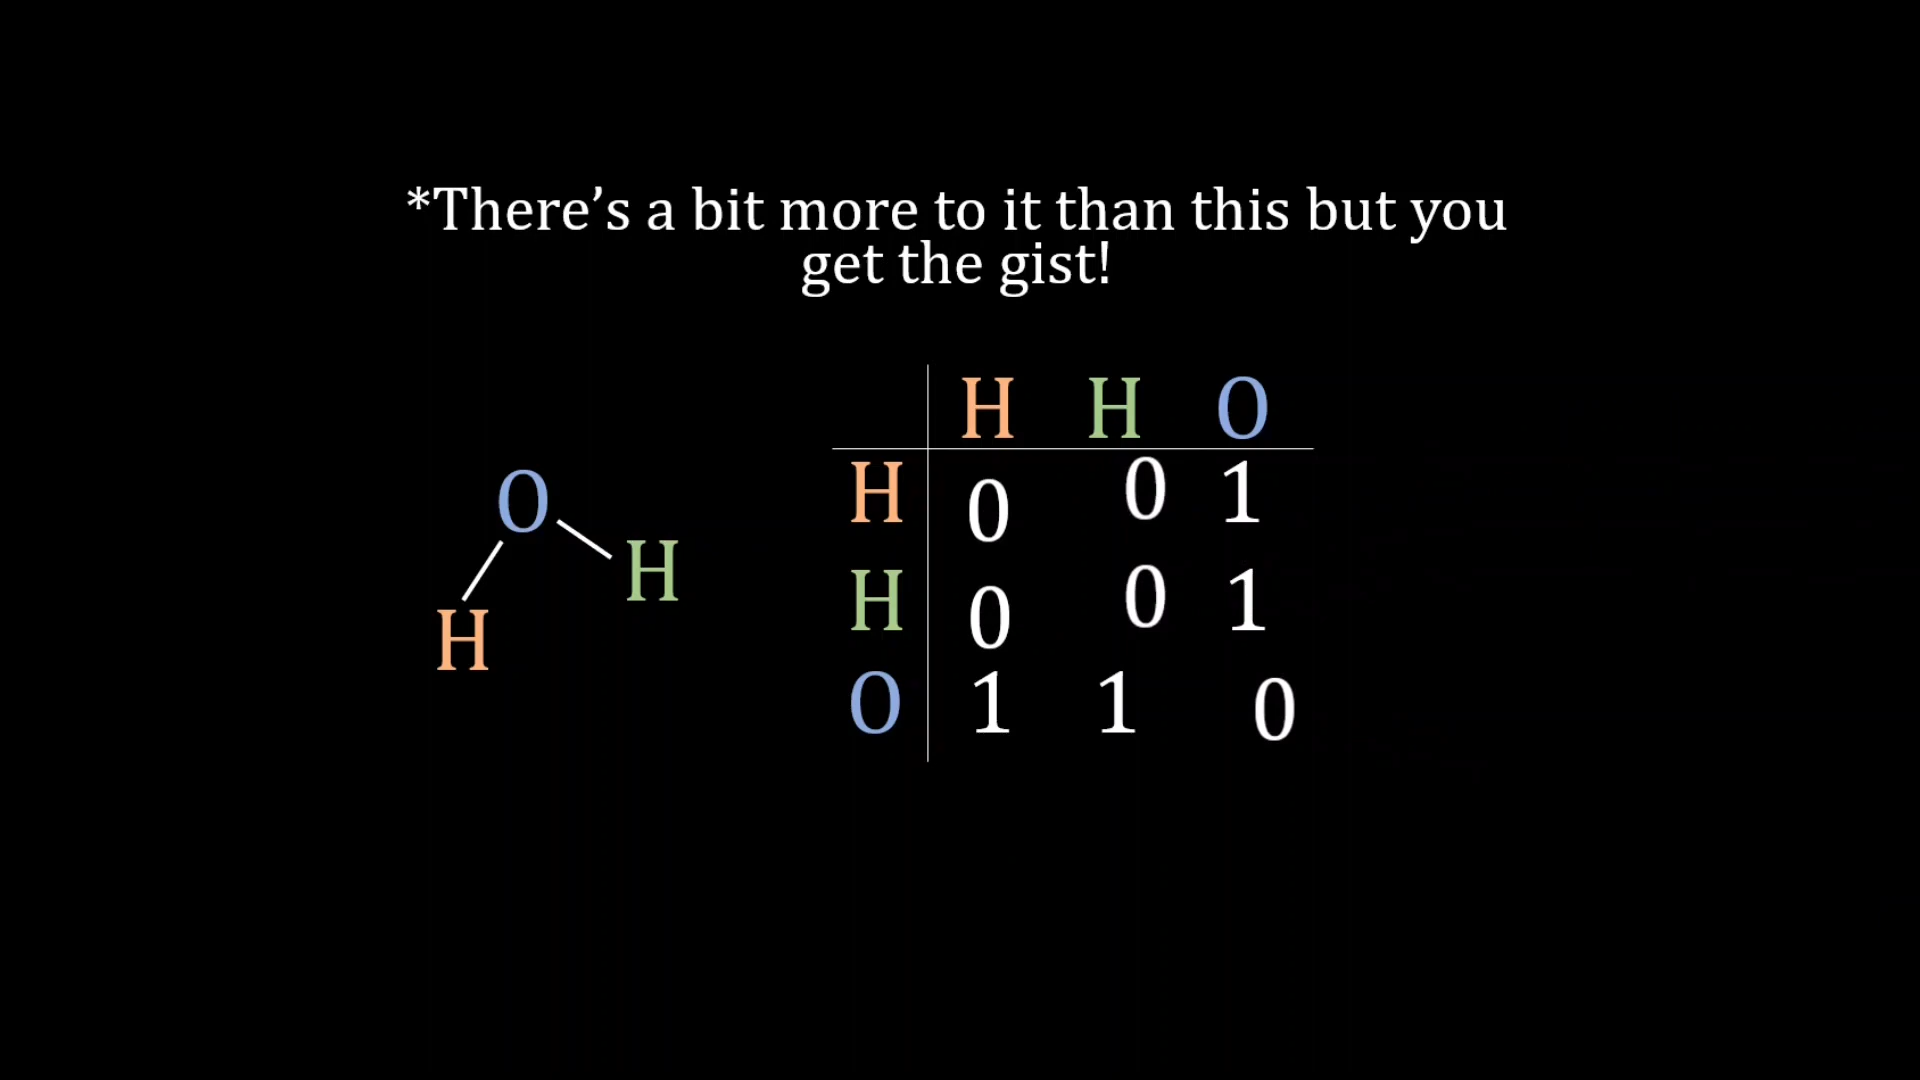 *There’s a bit more to it than this but you
get the gist!
H H O
H 0 0 1
H 0 0 1
O 1 1 0
O
H
H